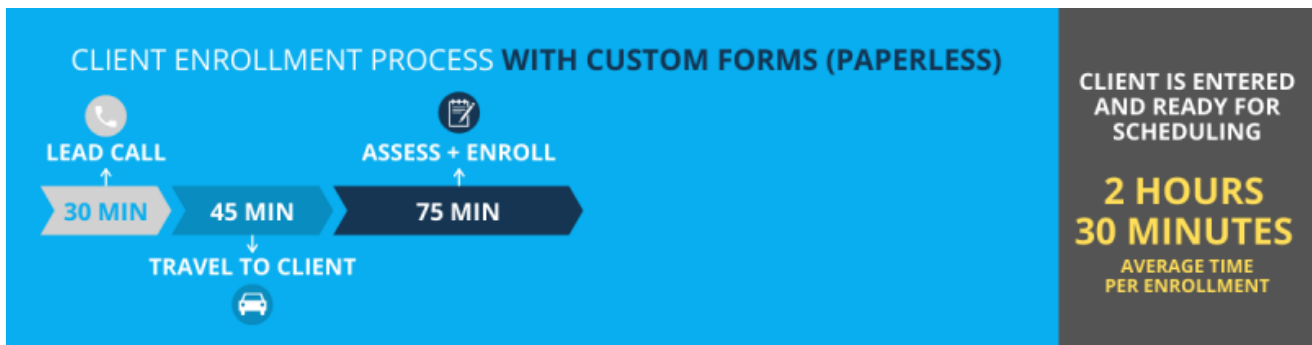 CLIENT ENROLLMENT PROCESS WITH CUSTOM FORMS (PAPERLESS)
LEAD CALL
ASSESS + ENROLL
30 MIN
45 MIN
75 MIN
TRAVEL TO CLIENT
CLIENT IS ENTERED
AND READY FOR
SCHEDULING
2 HOURS
30 MINUTES
AVERAGE TIME
PER ENROLLMENT